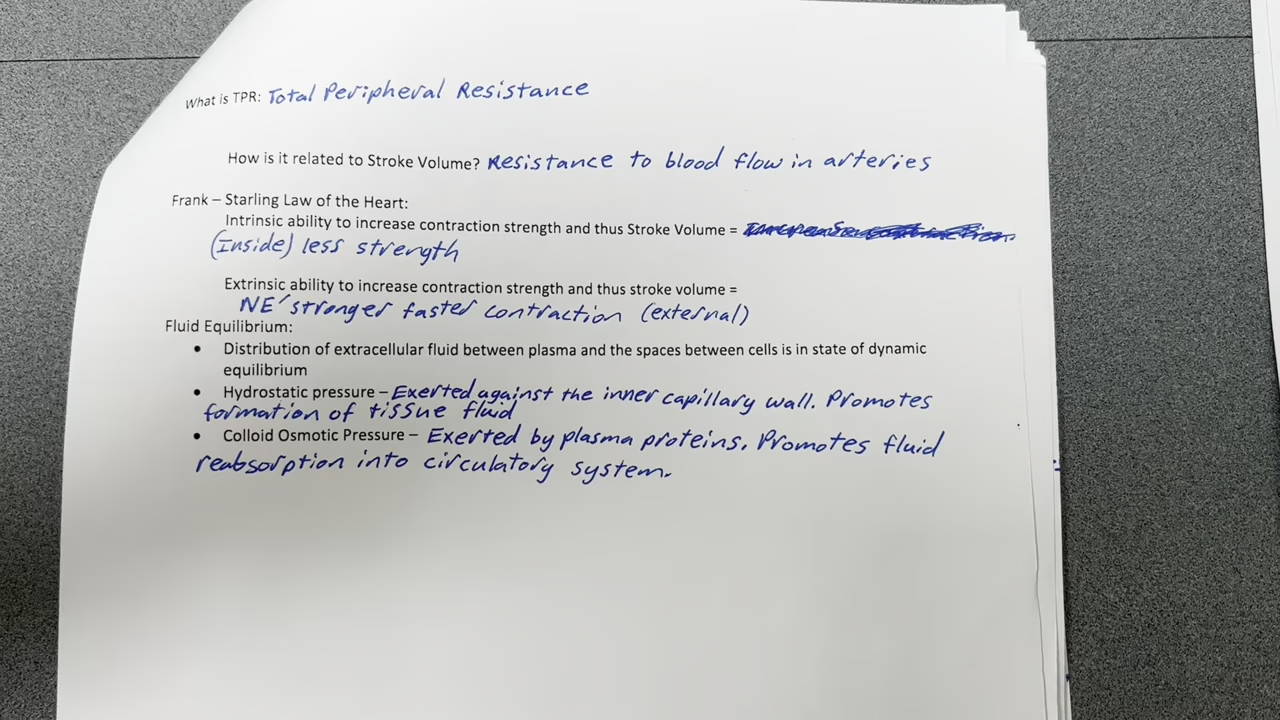 What is TPR: Total Peripheral Resistance
How is it related to Stroke Volume? Resistance to blood flow in arteries
Frank – Starling Law of the Heart:
Intrinsic ability to increase contraction strength and thus Stroke Volume =
(Inside) less strength
Extrinsic ability to increase contraction strength and thus stroke volume =
NE' stronger faster contraction (external)
Fluid Equilibrium:
• Distribution of extracellular fluid between plasma and the spaces between cells is in state of dynamic
equilibrium
• Hydrostatic pressure – Exerted against the inner capillary wall. Promotes
formation of tissue fluid
• Colloid Osmotic Pressure – Exerted by plasma proteins. Promotes fluid
reabsorption into circulatory system.